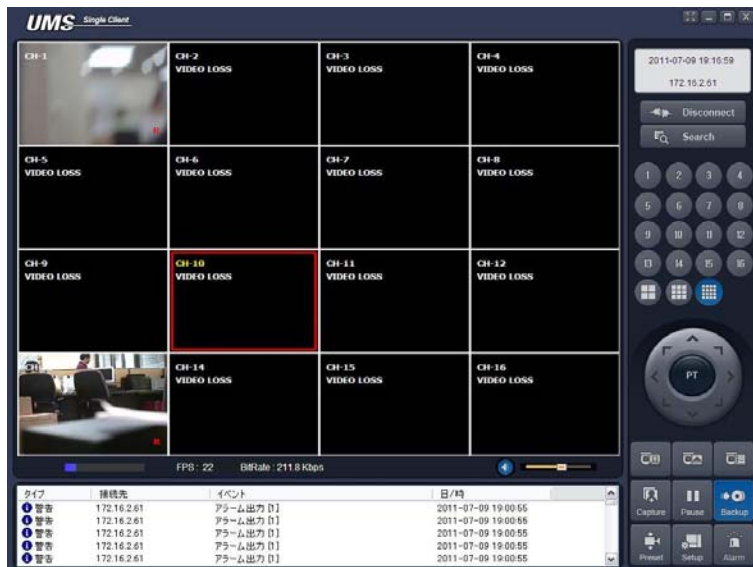 UMS Single Client
2011-07-09 19:16:59
172.16.2.61
Disconnect
Search
CH-1
R
CH-2
VIDEO LOSS
CH-3
VIDEO LOSS
CH-4
VIDEO LOSS
CH-5
VIDEO LOSS
CH-6
VIDEO LOSS
CH-7
VIDEO LOSS
CH-8
VIDEO LOSS
CH-9
VIDEO LOSS
CH-10
VIDEO LOSS
CH-11
VIDEO LOSS
CH-12
VIDEO LOSS
R
CH-14
VIDEO LOSS
CH-15
VIDEO LOSS
CH-16
VIDEO LOSS
1 2 3 4
5 6 7 8
9 10 11 12
13 14 15 16
PT
FPS : 22 BitRate : 211.8 Kbps
Capture Pause Backup
Preset Setup Alarm
タイプ 接続先 イベント 日/時
警告 172.16.2.61 アラーム出力 [1] 2011-07-09 19:00:55
警告 172.16.2.61 アラーム出力 [1] 2011-07-09 19:00:55
警告 172.16.2.61 アラーム出力 [1] 2011-07-09 19:00:55
警告 172.16.2.61 アラーム出力 [1] 2011-07-09 19:00:55
警告 172.16.2.61 アラーム出力 [1] 2011-07-09 19:00:55